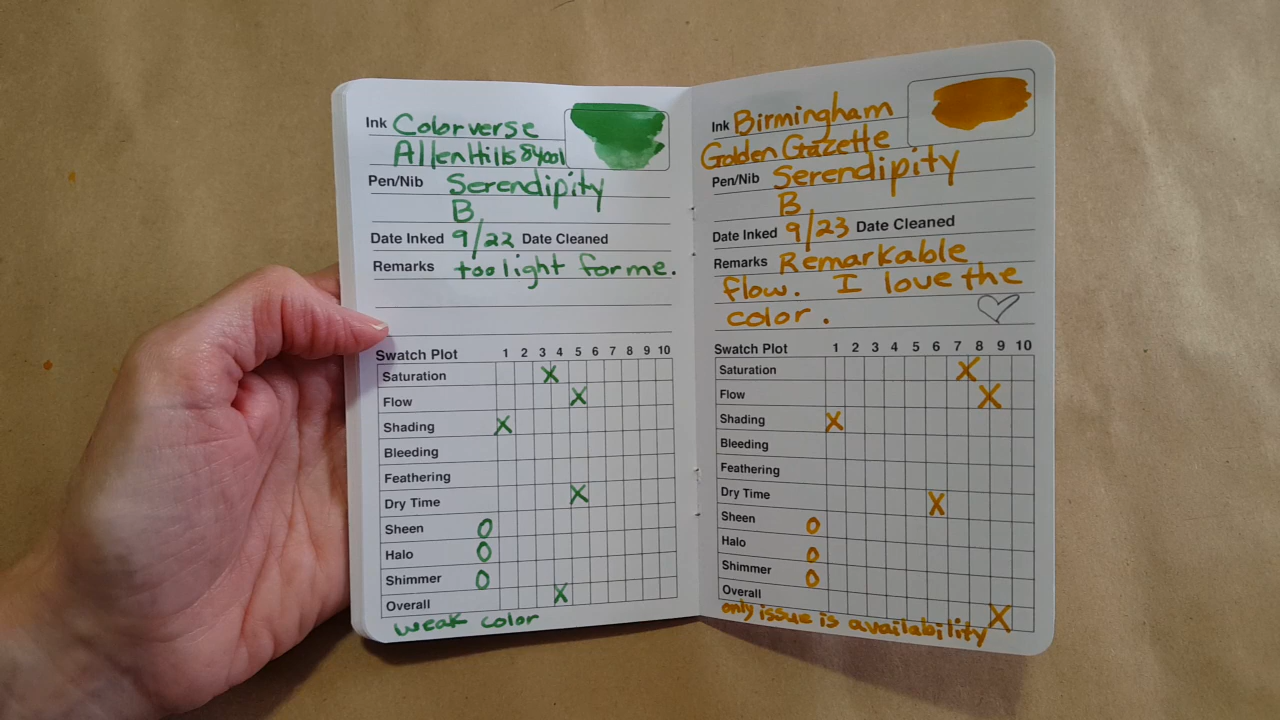 Ink Colorverse
Allen Hills 84001
Pen/Nib Serendipity
B
Date Inked 9/22 Date Cleaned
Remarks too light for me.
Swatch Plot 1 2 3 4 5 6 7 8 9 10
Saturation X
Flow X
Shading X
Bleeding
Feathering
Dry Time X
Sheen 0
Halo 0
Shimmer 0
Overall X
weak color
Ink Birmingham
Golden Gazette
Pen/Nib Serendipity
B
Date Inked 9/23 Date Cleaned
Remarks Remarkable
flow. I love the
color.
Swatch Plot 1 2 3 4 5 6 7 8 9 10
Saturation X
Flow X
Shading X
Bleeding
Feathering
Dry Time X
Sheen 0
Halo 0
Shimmer 0
Overall X
only issue is availability